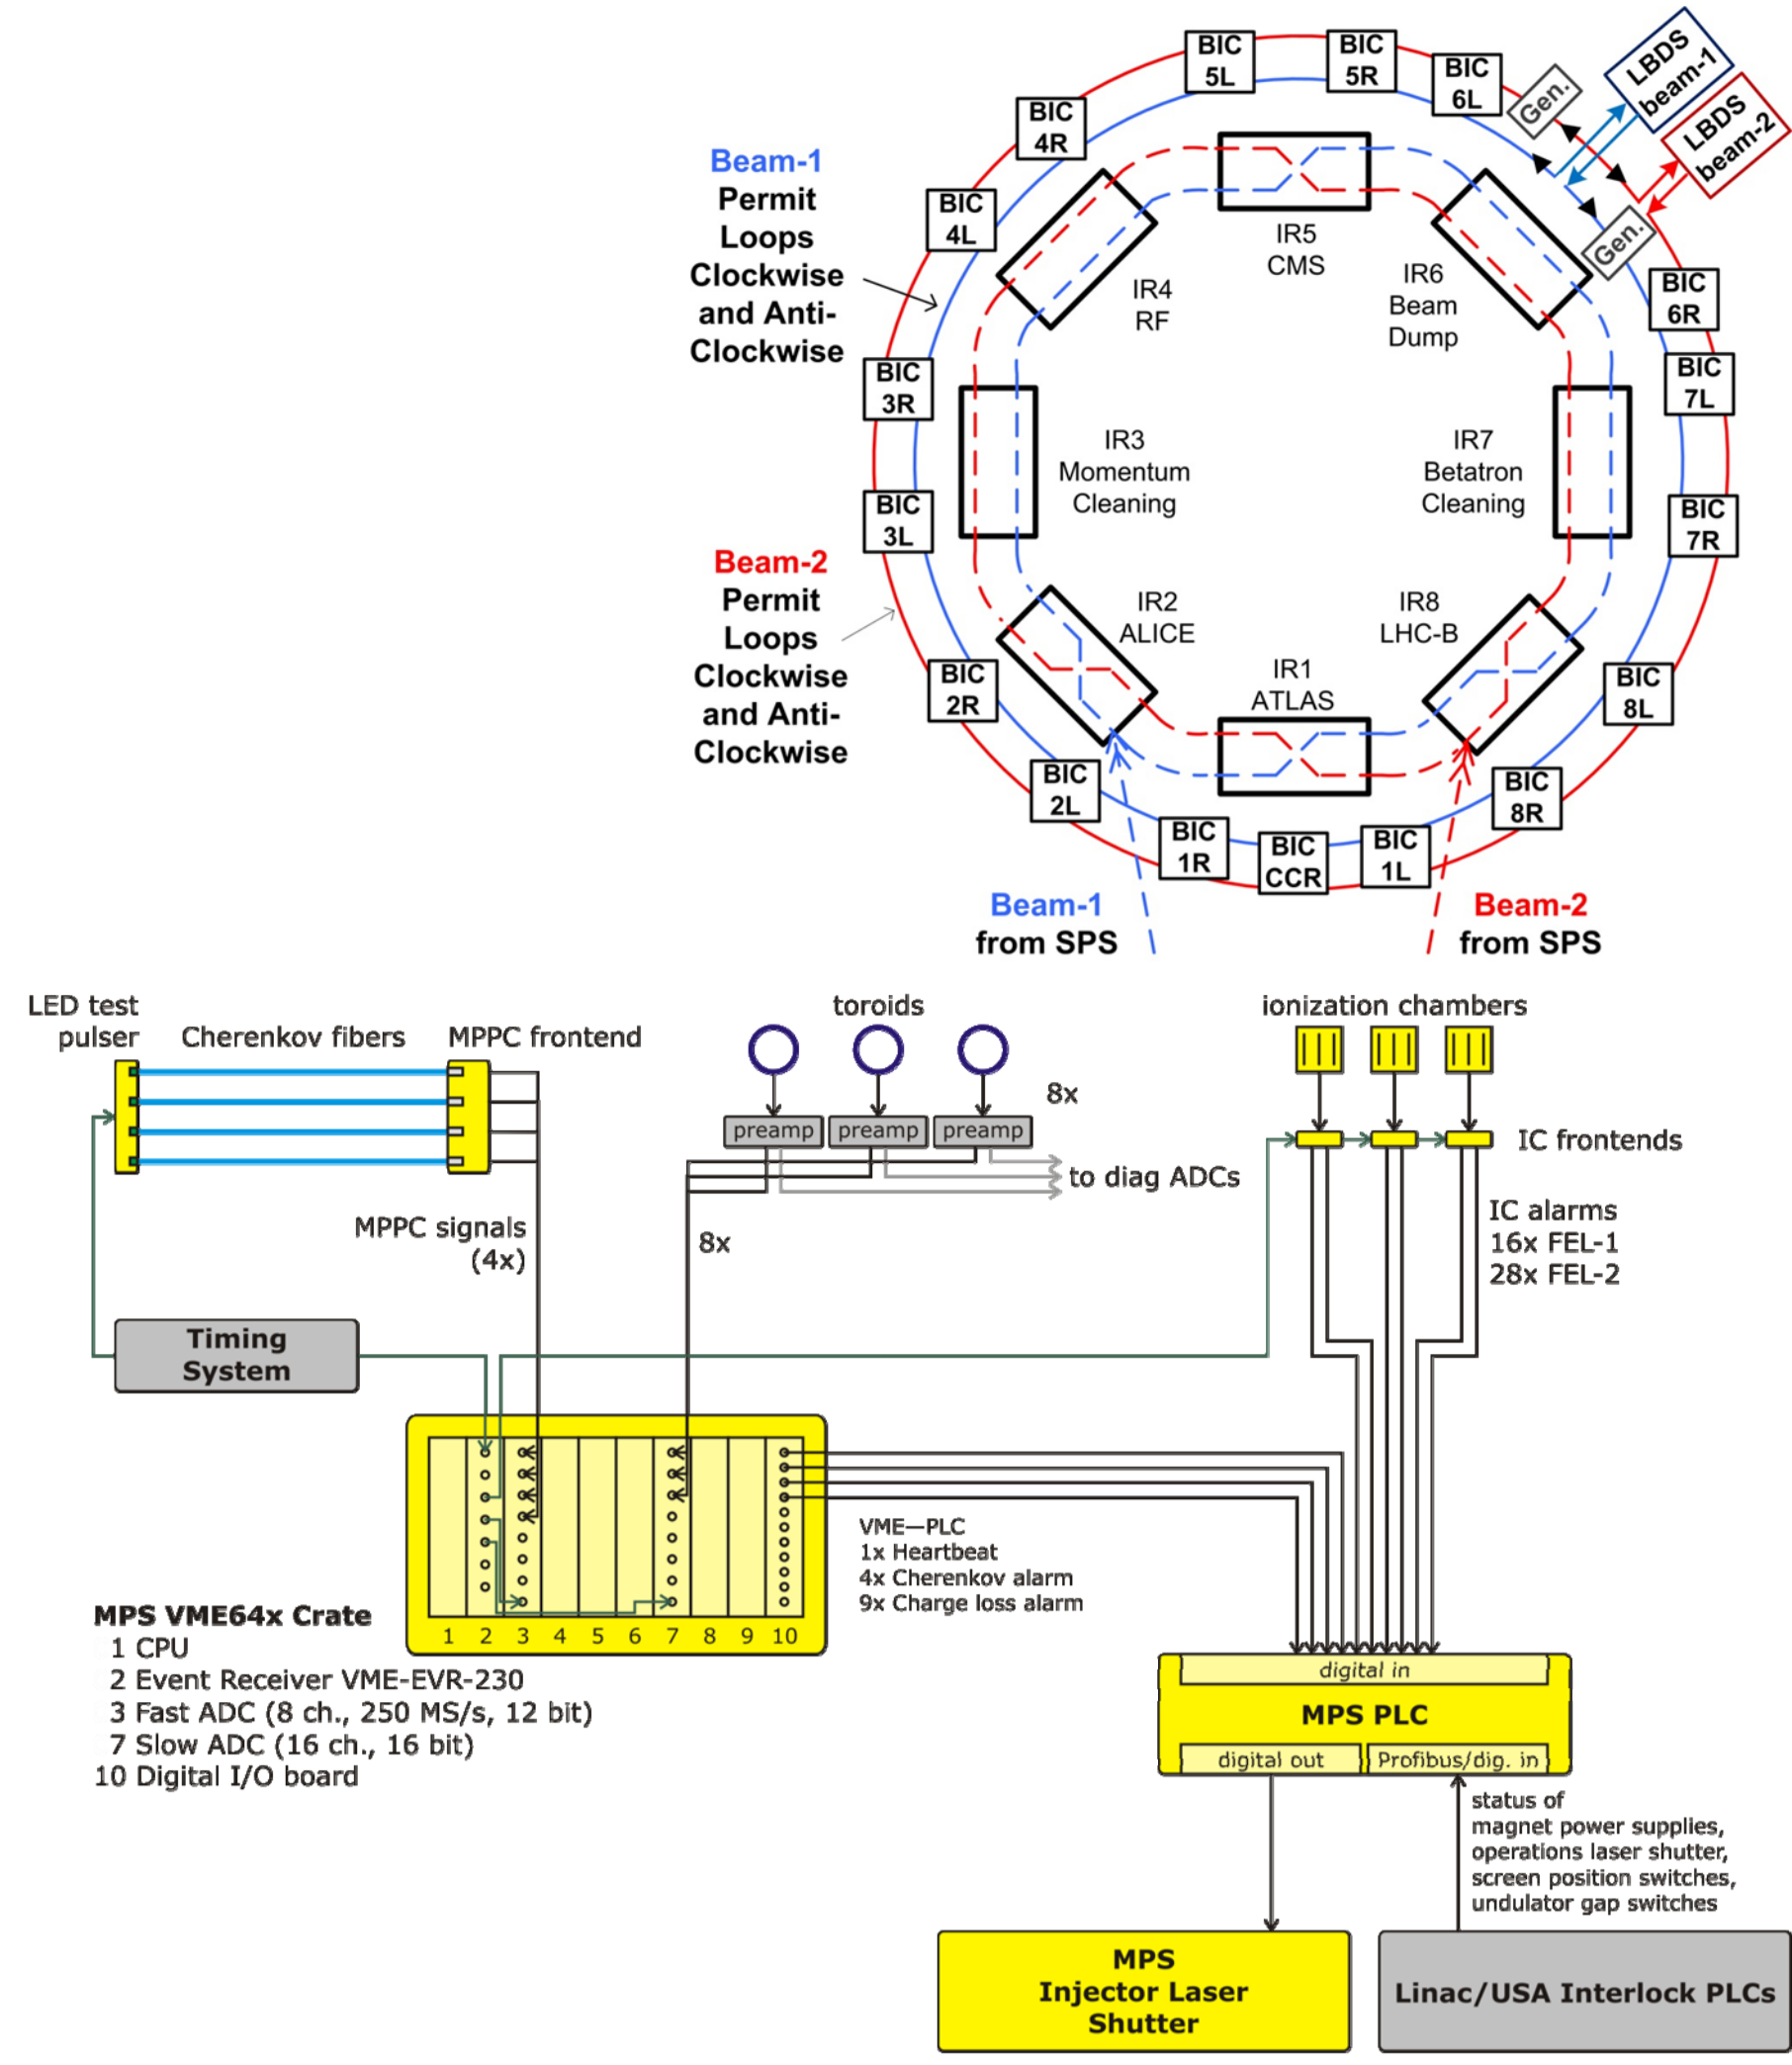 BIC
5L
BIC
5R
BIC
6L
Gen.
LBDS
beam-1
LBDS
beam-2
BIC
4R
BIC
4L
Beam-1
Permit
Loops
Clockwise
and Anti-
Clockwise
IR5
CMS
IR4
RF
IR6
Beam
Dump
Gen.
BIC
6R
BIC
3R
BIC
7L
IR3
Momentum
Cleaning
IR7
Betatron
Cleaning
BIC
3L
BIC
7R
Beam-2
Permit
Loops
Clockwise
and Anti-
Clockwise
IR2
ALICE
IR8
LHC-B
IR1
ATLAS
BIC
2R
BIC
8L
BIC
2L
BIC
8R
BIC
1R
BIC
CCR
BIC
1L
Beam-1
from SPS
Beam-2
from SPS
LED test
pulser
Cherenkov fibers
MPPC frontend
toroids
ionization chambers
8x
preamp
preamp
preamp
to diag ADCs
IC frontends
MPPC signals
(4x)
8x
IC alarms
16x FEL-1
28x FEL-2
Timing
System
1 2 3 4 5 6 7 8 9 10
VME—PLC
1x Heartbeat
4x Cherenkov alarm
9x Charge loss alarm
MPS VME64x Crate
1 CPU
2 Event Receiver VME-EVR-230
3 Fast ADC (8 ch., 250 MS/s, 12 bit)
7 Slow ADC (16 ch., 16 bit)
10 Digital I/O board
digital in
MPS PLC
digital out
Profibus/dig. in
status of
magnet power supplies,
operations laser shutter,
screen position switches,
undulator gap switches
MPS
Injector Laser
Shutter
Linac/USA Interlock PLCs